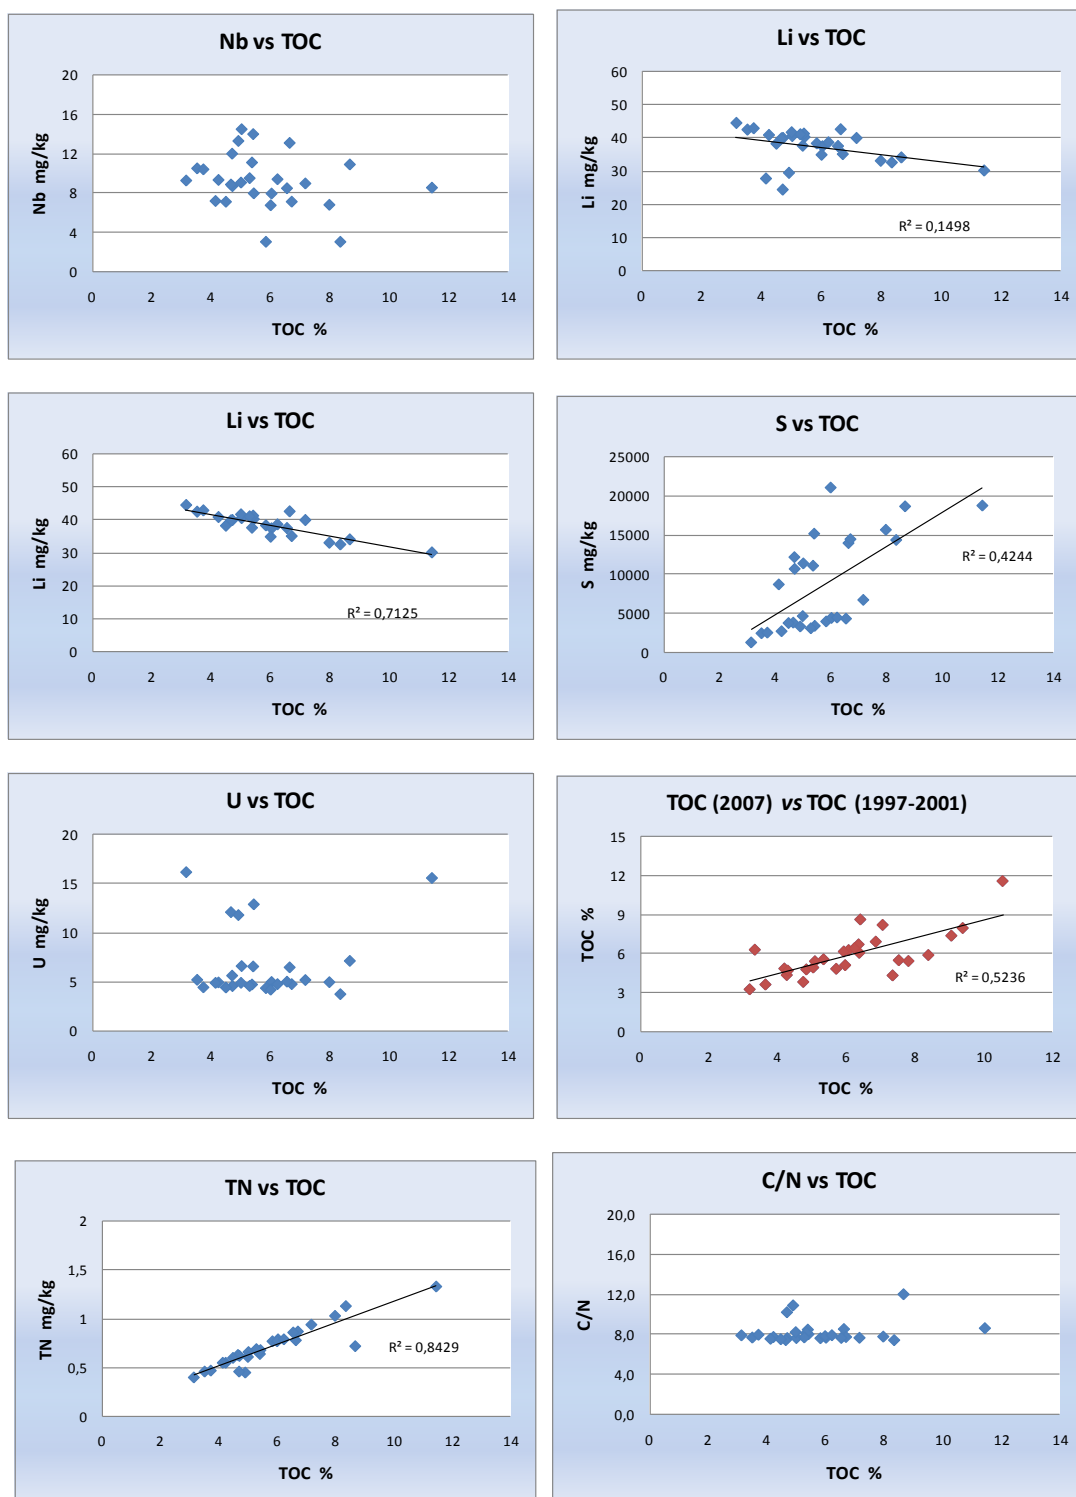 Nb vs TOC
20
16
12
8
4
0
Nb mg/kg
0 2 4 6 8 10 12 14
TOC %
Li vs TOC
60
50
40
30
20
10
0
Li mg/kg
R² = 0,1498
0 2 4 6 8 10 12 14
TOC %
Li vs TOC
60
50
40
30
20
10
0
Li mg/kg
R² = 0,7125
0 2 4 6 8 10 12 14
TOC %
S vs TOC
25000
20000
15000
10000
5000
0
S mg/kg
R² = 0,4244
0 2 4 6 8 10 12 14
TOC %
U vs TOC
20
15
10
5
0
U mg/kg
0 2 4 6 8 10 12 14
TOC %
TOC (2007) vs TOC (1997-2001)
15
12
9
6
3
0
TOC %
R² = 0,5236
0 2 4 6 8 10 12
TOC %
TN vs TOC
2
1,5
1
0,5
0
TN mg/kg
R² = 0,8429
0 2 4 6 8 10 12 14
TOC %
C/N vs TOC
20,0
16,0
12,0
8,0
4,0
0,0
C/N
0 2 4 6 8 10 12 14
TOC %